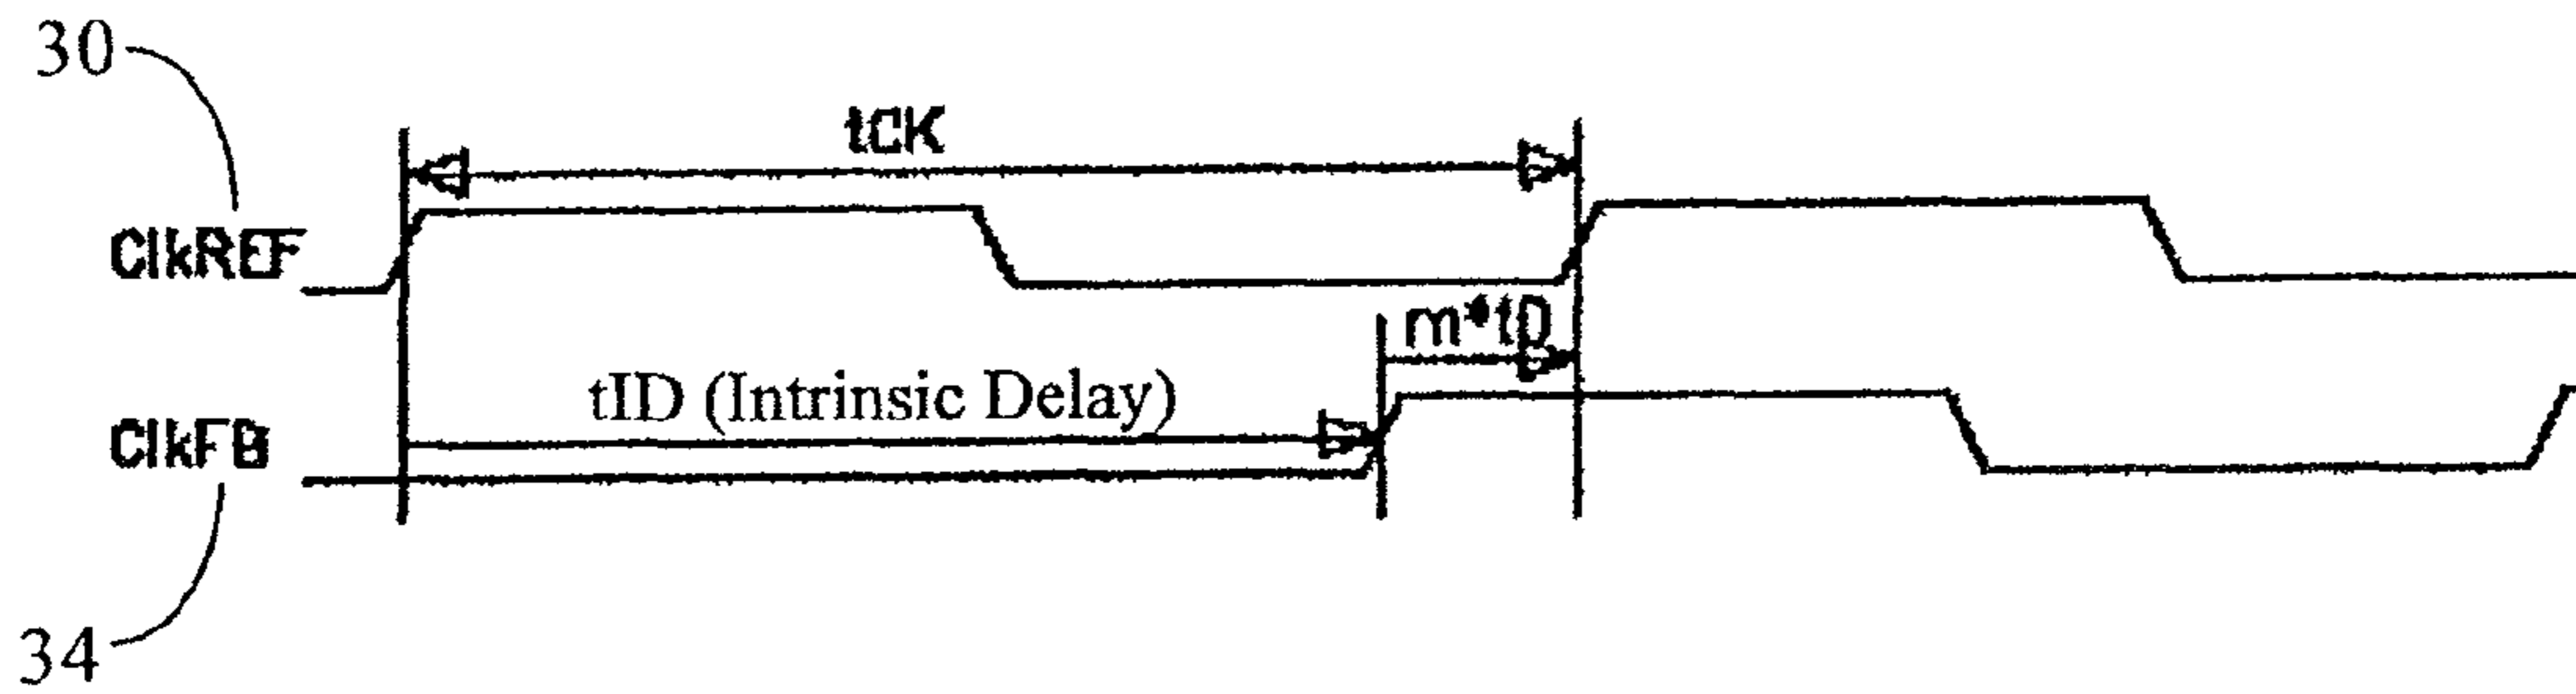 30
tCK
ClkREF
m*tD
tID (Intrinsic Delay)
ClkFB
34